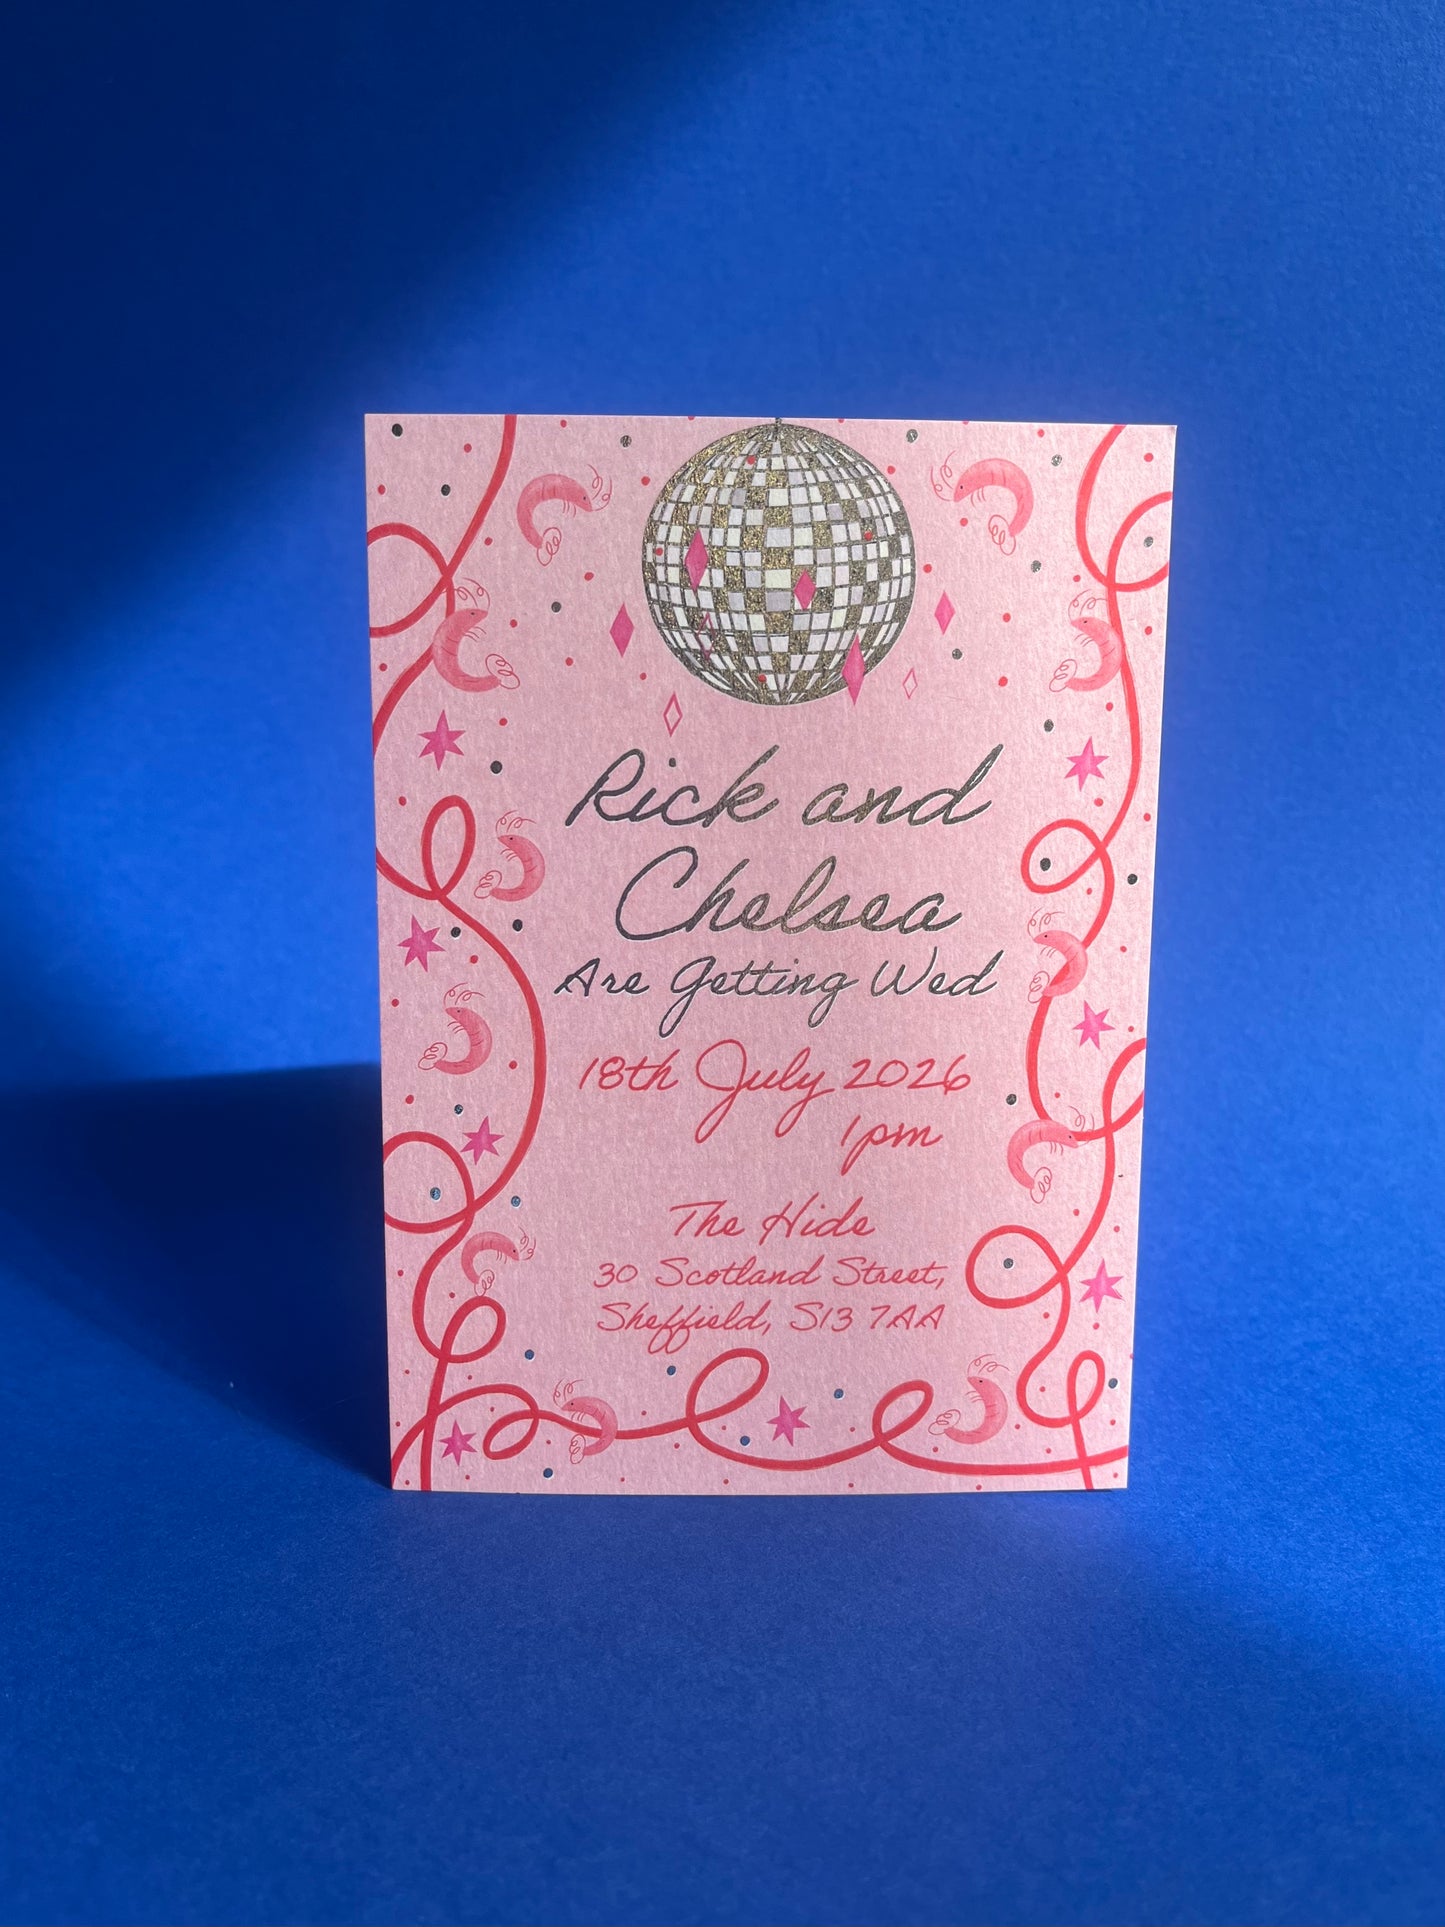 Rick and
Chelsea
Are Getting Wed
18th July 2026
1pm
The Hide
30 Scotland Street,
Sheffield, S13 7AA